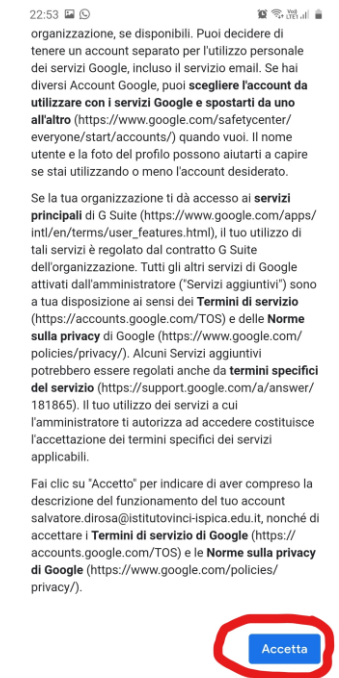 22:53
organizzazione, se disponibili. Puoi decidere di
tenere un account separato per l'utilizzo personale
dei servizi Google, incluso il servizio email. Se hai
diversi Account Google, puoi scegliere l'account da
utilizzare con i servizi Google e spostarti da uno
all'altro (https://www.google.com/safetycenter/
everyone/start/accounts/) quando vuoi. Il nome
utente e la foto del profilo possono aiutarti a capire
se stai utilizzando o meno l'account desiderato.
Se la tua organizzazione ti dà accesso ai servizi
principali di G Suite (https://www.google.com/apps/
intl/en/terms/user_features.html), il tuo utilizzo di
tali servizi è regolato dal contratto G Suite
dell'organizzazione. Tutti gli altri servizi di Google
attivati dall'amministratore ("Servizi aggiuntivi") sono
a tua disposizione ai sensi dei Termini di servizio
(https://accounts.google.com/TOS) e delle Norme
sulla privacy di Google (https://www.google.com/
policies/privacy/). Alcuni Servizi aggiuntivi
potrebbero essere regolati anche da termini specifici
del servizio (https://support.google.com/a/answer/
181865). Il tuo utilizzo dei servizi a cui
l'amministratore ti autorizza ad accedere costituisce
l'accettazione dei termini specifici dei servizi
applicabili.
Fai clic su "Accetto" per indicare di aver compreso la
descrizione del funzionamento del tuo account
salvatore.dirosa@istitutovinci-ispica.edu.it, nonché di
accettare i Termini di servizio di Google (https://
accounts.google.com/TOS) e le Norme sulla privacy
di Google (https://www.google.com/policies/
privacy/).
Accetta